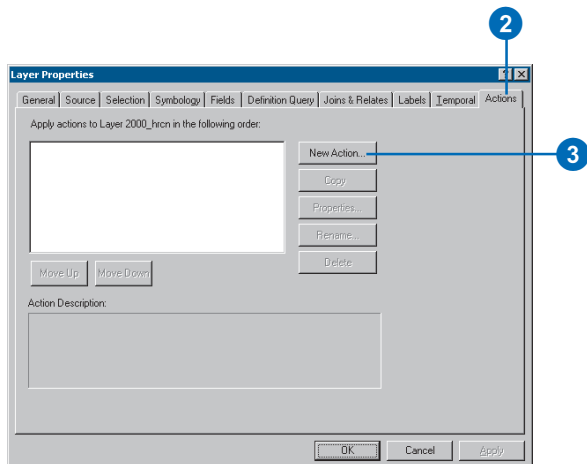 2
Layer Properties
General Source Selection Symbology Fields Definition Query Joins & Relates Labels Temporal Actions
Apply actions to Layer 2000_hrcn in the following order:
New Action...
3
Copy
Properties...
Rename...
Delete
Move Up Move Down
Action Description:
OK Cancel Apply